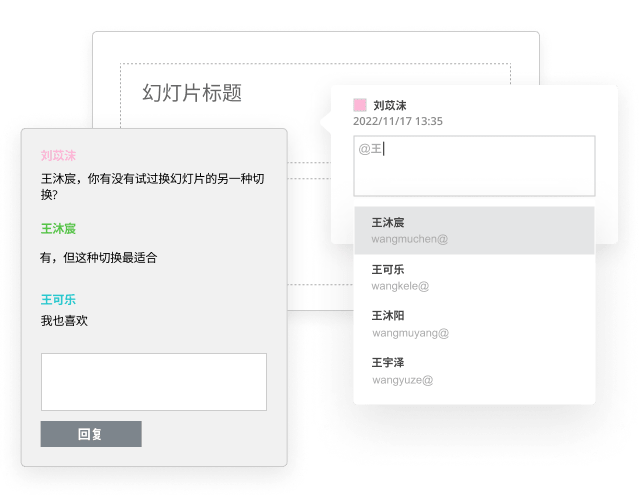 幻灯片标题
刘苡沫
王沐宸，你有没有试过换幻灯片的另一种切
换?
王沐宸
有，但这种切换最适合
王可乐
我也喜欢
回复
刘苡沫
2022/11/17 13:35
@王
王沐宸
wangmuchen@
王可乐
wangkele@
王沐阳
wangmuyang@
王宇泽
wangyuze@